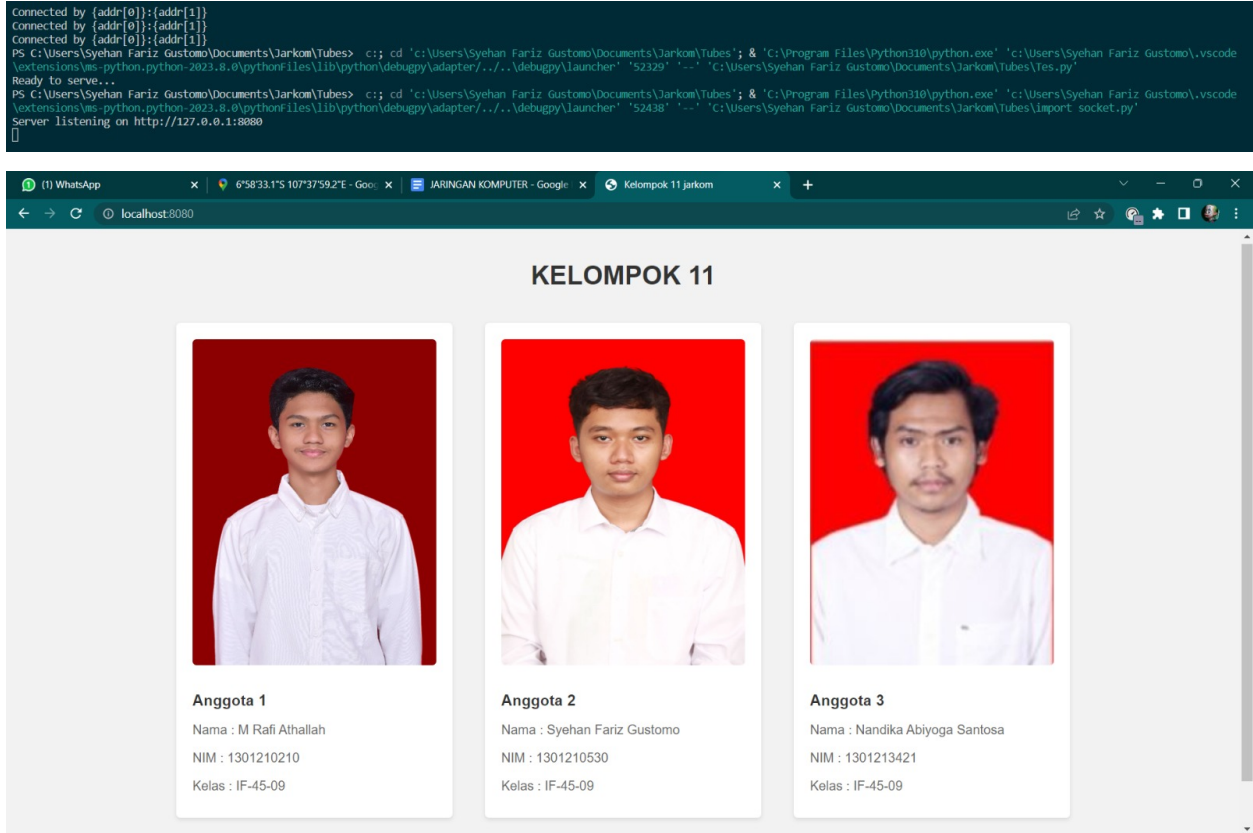 Connected by {addr[0]}:{addr[1]}
Connected by {addr[0]}:{addr[1]}
Connected by {addr[0]}:{addr[1]}
PS C:\Users\Syehan Fariz Gustomo\Documents\Jarkom\Tubes>  c:; cd 'c:\Users\Syehan Fariz Gustomo\Documents\Jarkom\Tubes'; & 'C:\Program Files\Python310\python.exe' 'c:\Users\Syehan Fariz Gustomo\.vscode
\extensions\ms-python.python-2023.8.0\pythonFiles\lib\python\debugpy\adapter/../..\debugpy\launcher' '52329' '--' 'C:\Users\Syehan Fariz Gustomo\Documents\Jarkom\Tubes\Tes.py'
Ready to serve...
PS C:\Users\Syehan Fariz Gustomo\Documents\Jarkom\Tubes>  c:; cd 'c:\Users\Syehan Fariz Gustomo\Documents\Jarkom\Tubes'; & 'C:\Program Files\Python310\python.exe' 'c:\Users\Syehan Fariz Gustomo\.vscode
\extensions\ms-python.python-2023.8.0\pythonFiles\lib\python\debugpy\adapter/../..\debugpy\launcher' '52438' '--' 'C:\Users\Syehan Fariz Gustomo\Documents\Jarkom\Tubes\import socket.py'
Server listening on http://127.0.0.1:8080
(1) WhatsApp
6°58'33.1"S 107°37'59.2"E - Goog
JARINGAN KOMPUTER - Google
Kelompok 11 jarkom
localhost:8080
KELOMPOK 11
Anggota 1
Nama : M Rafi Athallah
NIM : 1301210210
Kelas : IF-45-09
Anggota 2
Nama : Syehan Fariz Gustomo
NIM : 1301210530
Kelas : IF-45-09
Anggota 3
Nama : Nandika Abiyoga Santosa
NIM : 1301213421
Kelas : IF-45-09